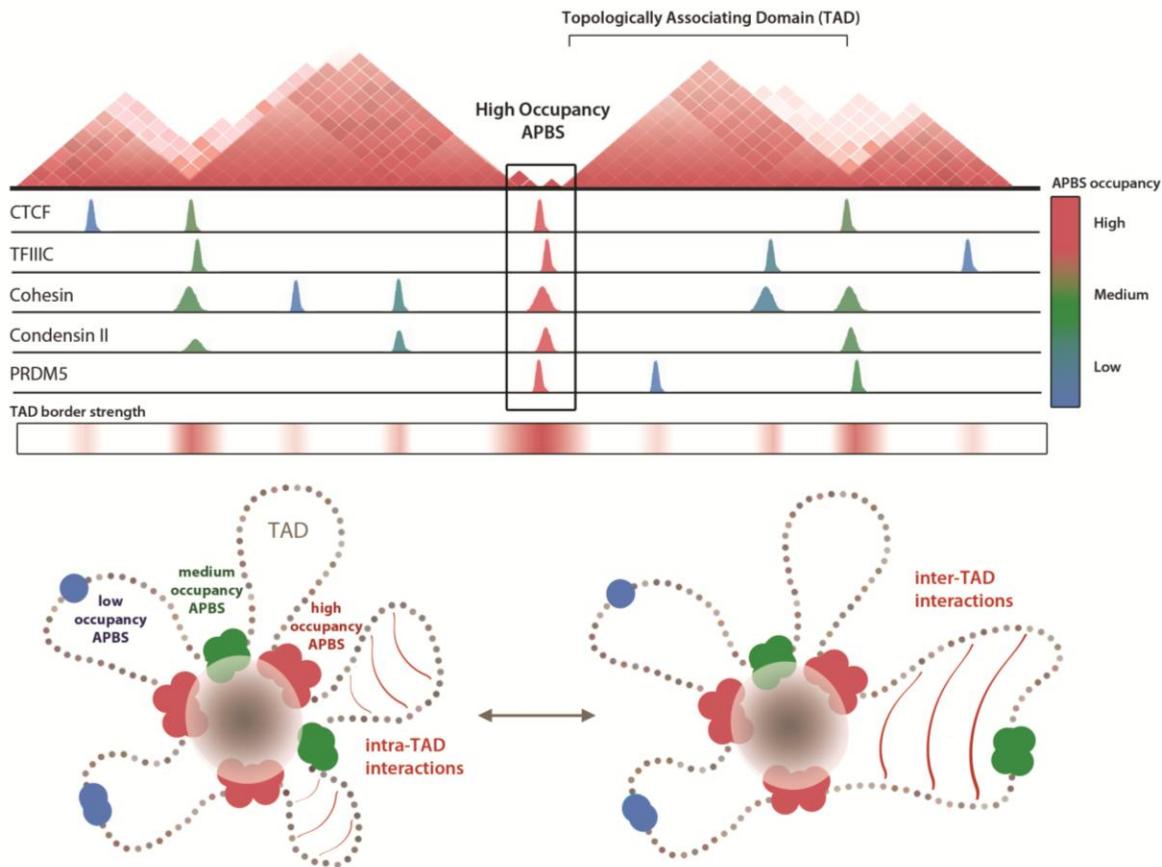 Topologically Associating Domain (TAD)
High Occupancy
APBS
APBS occupancy
CTCF
High
TFIIIC
Cohesin
Medium
Condensin II
Low
PRDM5
TAD border strength
TAD
medium
occupancy
APBS
low
occupancy
APBS
high
occupancy
APBS
inter-TAD
interactions
intra-TAD
interactions